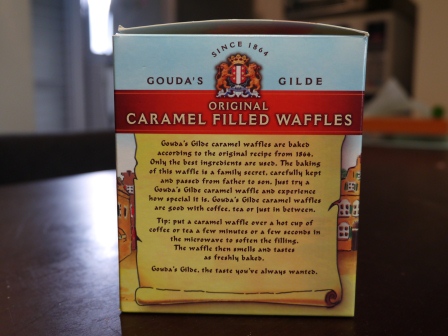 SINCE 1864
GOUDA'S GILDE
ORIGINAL
CARAMEL FILLED WAFFLES
Gouda's Gilde caramel waffles are baked
according to the original recipe from 1864.
Only the best ingredients are used. The baking
of this waffle is a family secret, carefully kept
and passed from father to son. Just try a
Gouda's Gilde caramel waffle and experience
how special it is. Gouda's Gilde caramel waffles
are good with coffee, tea or just in between.
Tip: put a caramel waffle over a hot cup of
coffee or tea a few minutes or a few seconds in
the microwave to soften the filling.
The waffle then smells and tastes
as freshly baked.
Gouda's Gilde, the taste you've always wanted.